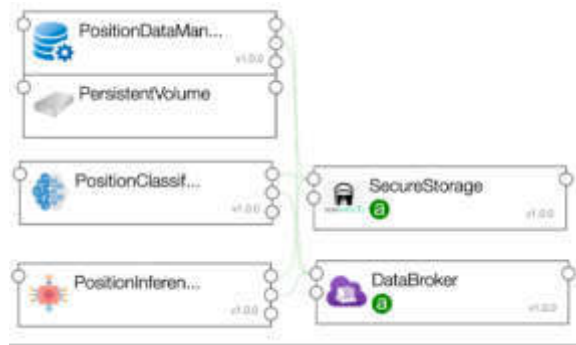 PositionDataMan...
v1.0.0
PersistentVolume
PositionClassif...
v1.0.0
SecureStorage
a
v1.0.0
PositionInferen...
v1.0.0
DataBroker
a
v1.0.0